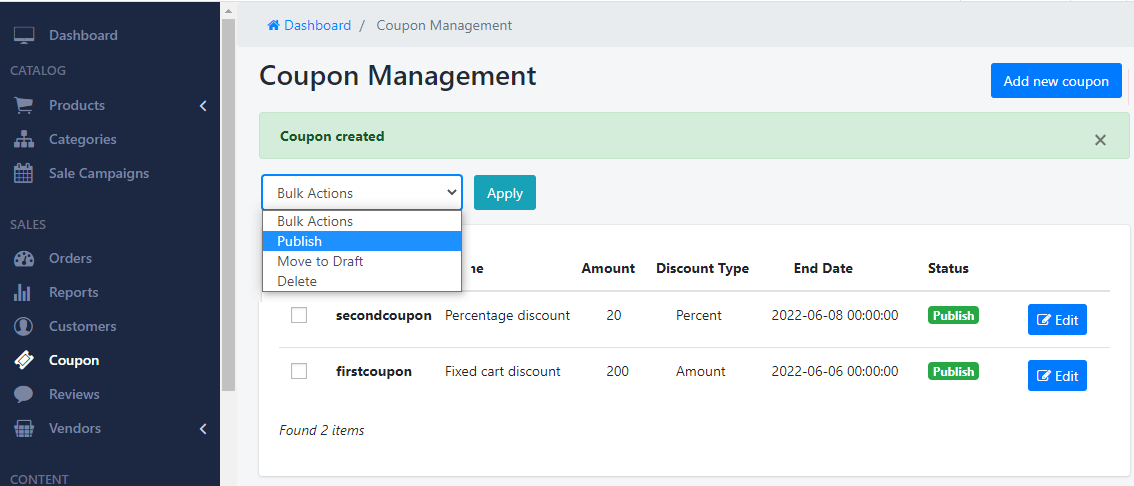 Dashboard
CATALOG
Products
Categories
Sale Campaigns
SALES
Orders
Reports
Customers
Coupon
Reviews
Vendors
CONTENT
Dashboard / Coupon Management
Coupon Management
Add new coupon
Coupon created ×
Bulk Actions
Apply
Bulk Actions
Publish
Move to Draft
Delete
Amount Discount Type End Date Status
secondcoupon Percentage discount 20 Percent 2022-06-08 00:00:00 Publish Edit
firstcoupon Fixed cart discount 200 Amount 2022-06-06 00:00:00 Publish Edit
Found 2 items